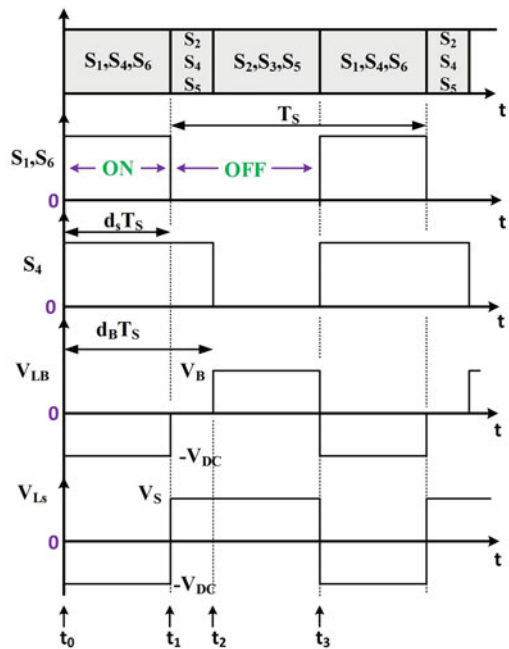 S1,S4,S6
S2
S4
S5
S2,S3,S5
S1,S4,S6
S2
S4
S5
t
TS
S1,S6
ON
OFF
0
t
dsTS
S4
0
t
dBTS
VLB
VB
0
t
-VDC
VLs
VS
0
t
-VDC
t0
t1
t2
t3